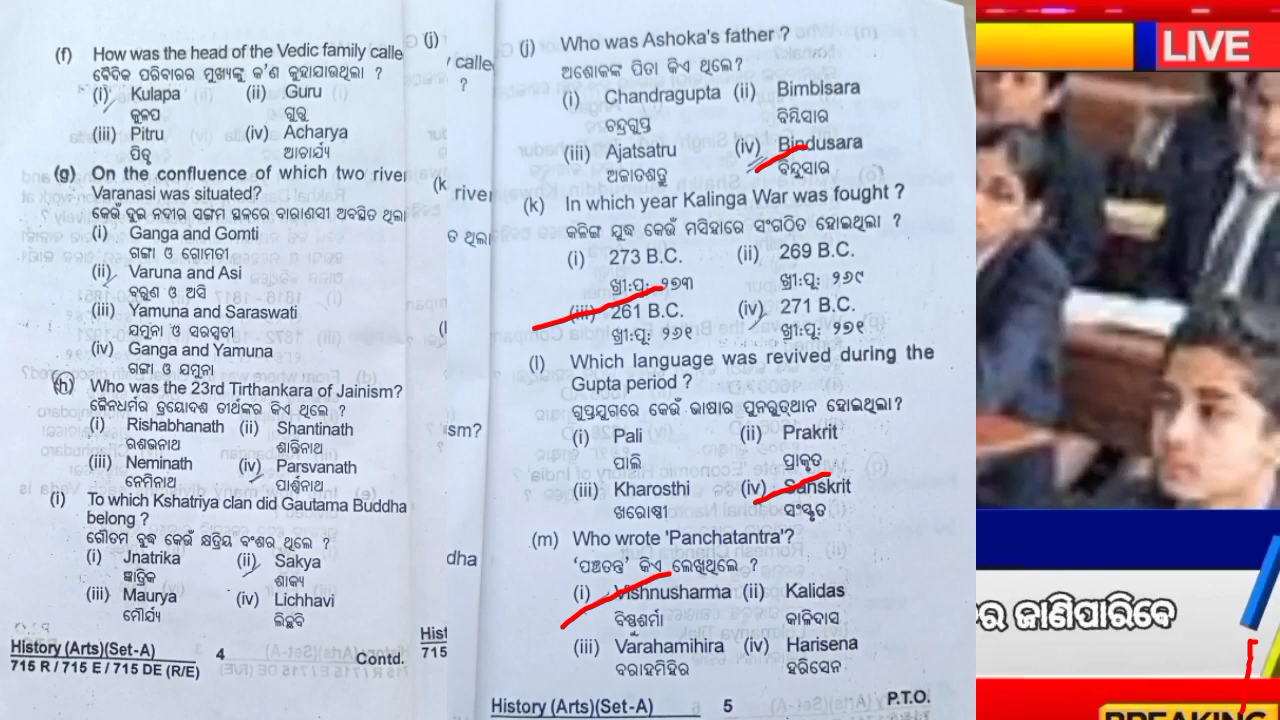 (f) How was the head of the Vedic family calle
ବୈଦିକ ପରିବାରର ମୁଖ୍ୟଙ୍କୁ କ'ଣ କୁହାଯାଉଥିଲା ?
(i) Kulapa (ii) Guru
କୁଳପ ଗୁରୁ
(iii) Pitru (iv) Acharya
ପିତୃ ଆଚାର୍ଯ୍ୟ
(g) On the confluence of which two river
Varanasi was situated?
କେଉଁ ଦୁଇ ନଦୀର ସଙ୍ଗମ ସ୍ଥଳରେ ବାରାଣସୀ ଅବସ୍ଥିତ ଥିଲା
(i) Ganga and Gomti
ଗଙ୍ଗା ଓ ଗୋମତୀ
(ii) Varuna and Asi
ବରୁଣ ଓ ଅସି
(iii) Yamuna and Saraswati
ଯମୁନା ଓ ସରସ୍ୱତୀ
(iv) Ganga and Yamuna
ଗଙ୍ଗା ଓ ଯମୁନା
(h) Who was the 23rd Tirthankara of Jainism?
ଜୈନଧର୍ମର ତ୍ରୟୋଦଶ ତୀର୍ଥଙ୍କର କିଏ ଥିଲେ ?
(i) Rishabhanath (ii) Shantinath
ଋଷଭନାଥ ଶାନ୍ତିନାଥ
(iii) Neminath (iv) Parsvanath
ନେମିନାଥ ପାର୍ଶ୍ୱନାଥ
(i) To which Kshatriya clan did Gautama Buddha
belong ?
ଗୌତମ ବୁଦ୍ଧ କେଉଁ କ୍ଷତ୍ରିୟ ବଂଶର ଥିଲେ ?
(i) Jnatrika (ii) Sakya
ଜ୍ଞାତ୍ରିକ ଶାକ୍ୟ
(iii) Maurya (iv) Lichhavi
ମୌର୍ଯ୍ୟ ଲିଚ୍ଛବି
History (Arts)(Set-A) 4 Contd.
715 R / 715 E / 715 DE (R/E)
(j)
calle
?
(k
river
ତ ଥିଲା
(l
sm?
dha
Hist
715
(j) Who was Ashoka's father ?
ଅଶୋକଙ୍କ ପିତା କିଏ ଥିଲେ?
(i) Chandragupta (ii) Bimbisara
ଚନ୍ଦ୍ରଗୁପ୍ତ ବିମ୍ବିସାର
(iii) Ajatsatru (iv) Bindusara
ଅଜାତଶତ୍ରୁ ବିନ୍ଦୁସାର
(k) In which year Kalinga War was fought ?
କଳିଙ୍ଗ ଯୁଦ୍ଧ କେଉଁ ମସିହାରେ ସଂଗଠିତ ହୋଇଥିଲା ?
(i) 273 B.C. (ii) 269 B.C.
ଖ୍ରୀ:ପୂ: ୨୭୩ ଖ୍ରୀ:ପୂ: ୨୬୯
(iii) 261 B.C. (iv) 271 B.C.
ଖ୍ରୀ:ପୂ: ୨୬୧ ଖ୍ରୀ:ପୂ: ୨୭୧
(l) Which language was revived during the
Gupta period ?
ଗୁପ୍ତଯୁଗରେ କେଉଁ ଭାଷାର ପୁନରୁତ୍‌ଥାନ ହୋଇଥିଲା?
(i) Pali (ii) Prakrit
ପାଲି ପ୍ରାକୃତ
(iii) Kharosthi (iv) Sanskrit
ଖରୋଷ୍ଠୀ ସଂସ୍କୃତ
(m) Who wrote 'Panchatantra'?
'ପଞ୍ଚତନ୍ତ୍ର' କିଏ ଲେଖିଥିଲେ ?
(i) Vishnusharma (ii) Kalidas
ବିଷ୍ଣୁଶର୍ମା କାଳିଦାସ
(iii) Varahamihira (iv) Harisena
ବରାହମିହିର ହରିସେନ
History (Arts)(Set-A) 5 P.T.O.
LIVE
ଜାଣିପାରିବେ
BREAKING